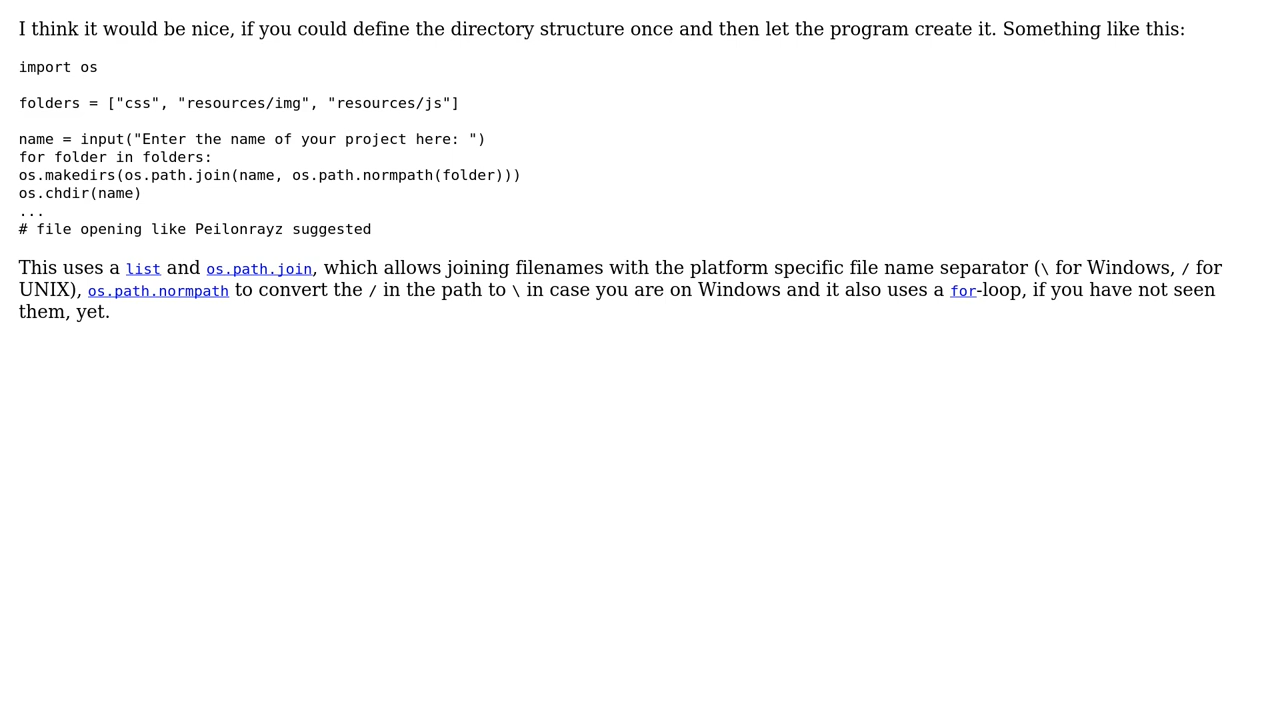 I think it would be nice, if you could define the directory structure once and then let the program create it. Something like this:
import os
folders = ["css", "resources/img", "resources/js"]
name = input("Enter the name of your project here: ")
for folder in folders:
os.makedirs(os.path.join(name, os.path.normpath(folder)))
os.chdir(name)
...
# file opening like Peilonrayz suggested
This uses a list and os.path.join, which allows joining filenames with the platform specific file name separator (\ for Windows, / for
UNIX), os.path.normpath to convert the / in the path to \ in case you are on Windows and it also uses a for-loop, if you have not seen
them, yet.